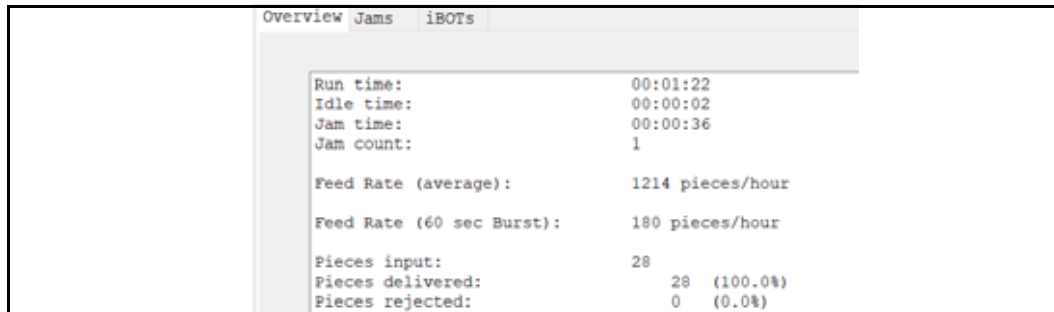 Overview Jams iBOTs
Run time: 00:01:22
Idle time: 00:00:02
Jam time: 00:00:36
Jam count: 1
Feed Rate (average): 1214 pieces/hour
Feed Rate (60 sec Burst): 180 pieces/hour
Pieces input: 28
Pieces delivered: 28 (100.0%)
Pieces rejected: 0 (0.0%)